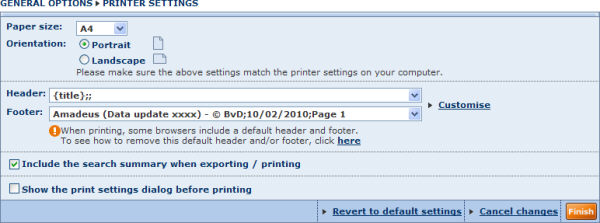 GENERAL OPTIONS ▸ PRINTER SETTINGS
Paper size: A4
Orientation: Portrait
Landscape
Please make sure the above settings match the printer settings on your computer.
Header: {title};;
Footer: Amadeus (Data update xxxx) - © BvD;10/02/2010;Page 1
Customise
When printing, some browsers include a default header and footer.
To see how to remove this default header and/or footer, click here
Include the search summary when exporting / printing
Show the print settings dialog before printing
Revert to default settings Cancel changes Finish